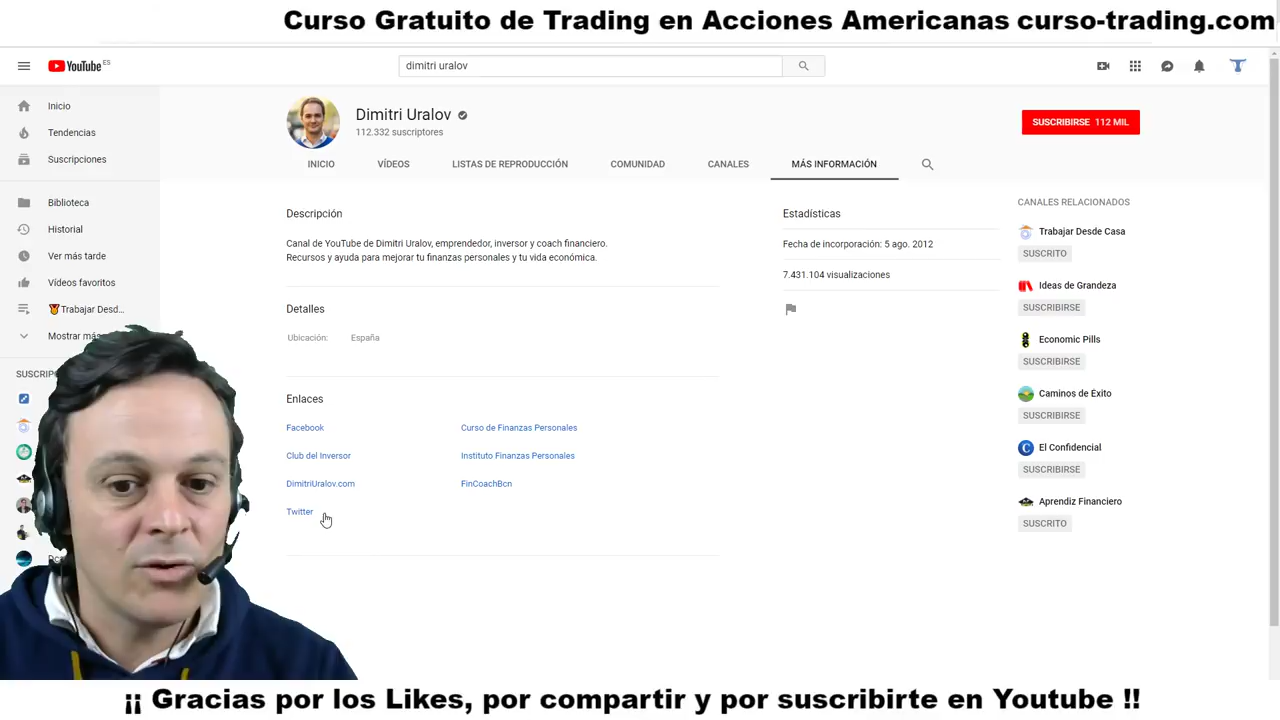 Curso Gratuito de Trading en Acciones Americanas curso-trading.com
YouTube ES
dimitri uralov
Inicio
Tendencias
Suscripciones
Biblioteca
Historial
Ver más tarde
Vídeos favoritos
Trabajar Desd...
Mostrar más
SUSCRIPC
Dimitri Uralov
112.332 suscriptores
SUSCRIBIRSE 112 MIL
INICIO VÍDEOS LISTAS DE REPRODUCCIÓN COMUNIDAD CANALES MÁS INFORMACIÓN
Descripción
Canal de YouTube de Dimitri Uralov, emprendedor, inversor y coach financiero.
Recursos y ayuda para mejorar tu finanzas personales y tu vida económica.
Detalles
Ubicación: España
Enlaces
Facebook Curso de Finanzas Personales
Club del Inversor Instituto Finanzas Personales
DimitriUralov.com FinCoachBcn
Twitter
Estadísticas
Fecha de incorporación: 5 ago. 2012
7.431.104 visualizaciones
CANALES RELACIONADOS
Trabajar Desde Casa
SUSCRITO
Ideas de Grandeza
SUSCRIBIRSE
Economic Pills
SUSCRIBIRSE
Caminos de Éxito
SUSCRIBIRSE
El Confidencial
SUSCRIBIRSE
Aprendiz Financiero
SUSCRITO
¡¡ Gracias por los Likes, por compartir y por suscribirte en Youtube !!